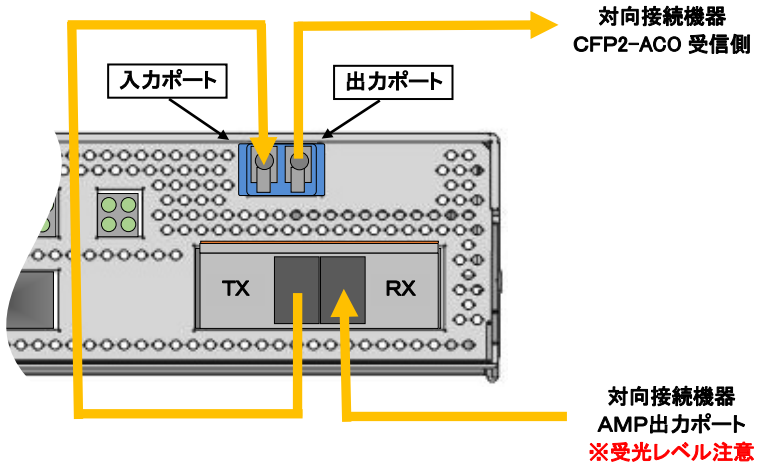 対向接続機器
CFP2-ACO 受信側
入力ポート
出力ポート
TX
RX
対向接続機器
AMP出力ポート
※受光レベル注意